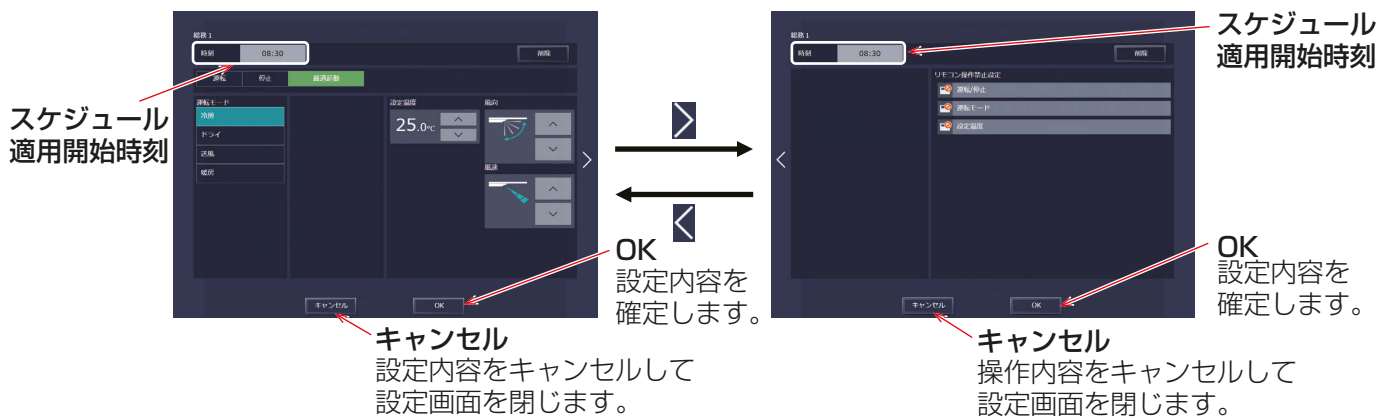 総務 1
時刻 08:30
削除
運転 停止 最適起動
運転モード
冷房
ドライ
送風
暖房
設定温度
25.0℃
風向
風速
キャンセル
OK
スケジュール
適用開始時刻
OK
設定内容を
確定します。
キャンセル
設定内容をキャンセルして
設定画面を閉じます。
総務 1
時刻 08:30
削除
リモコン操作禁止設定
運転/停止
運転モード
設定温度
キャンセル
OK
スケジュール
適用開始時刻
OK
設定内容を
確定します。
キャンセル
操作内容をキャンセルして
設定画面を閉じます。